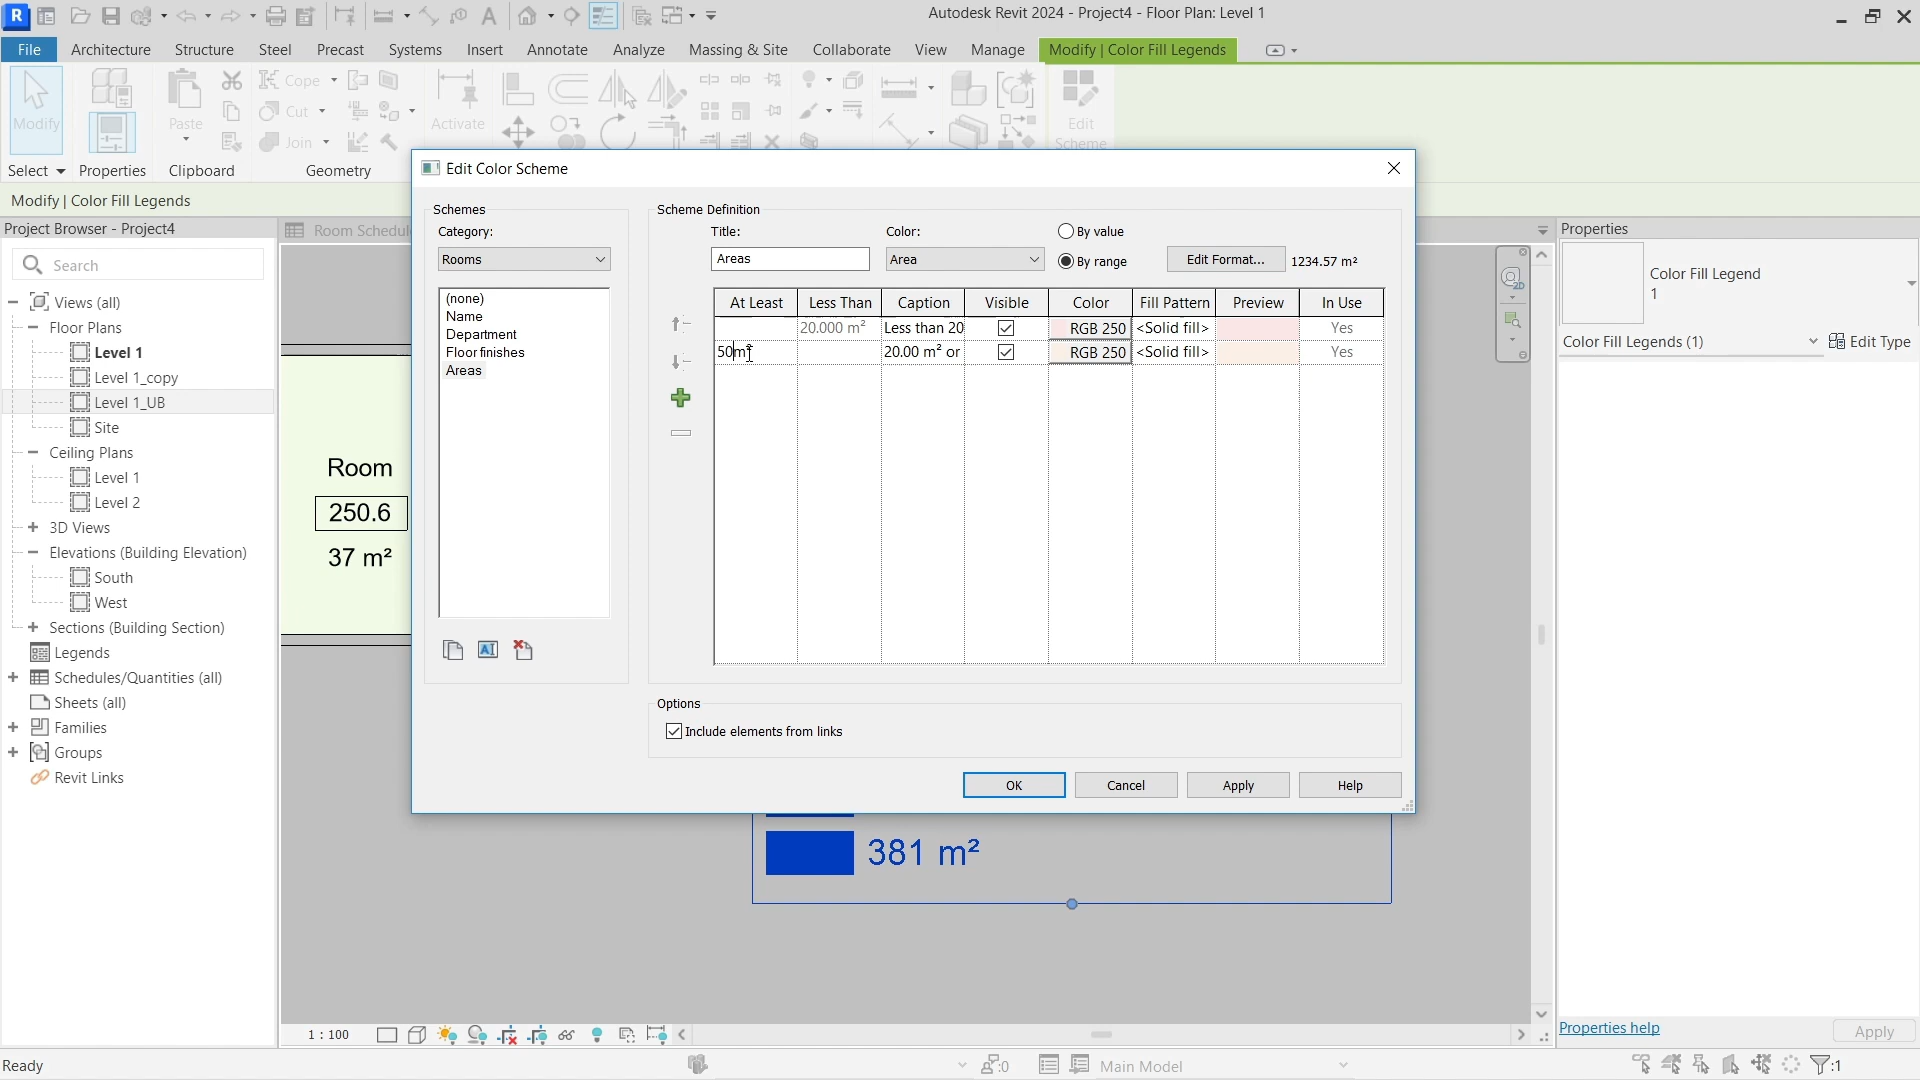 Autodesk Revit 2024 - Project4 - Floor Plan: Level 1
File Architecture Structure Steel Precast Systems Insert Annotate Analyze Massing & Site Collaborate View Manage Modify | Color Fill Legends
Modify
Paste
Cope
Cut
Join
Activate
Edit
Scheme
Select Properties Clipboard Geometry
Modify | Color Fill Legends
Project Browser - Project4
Search
Views (all)
Floor Plans
Level 1
Level 1_copy
Level 1_UB
Site
Ceiling Plans
Level 1
Level 2
3D Views
Elevations (Building Elevation)
South
West
Sections (Building Section)
Legends
Schedules/Quantities (all)
Sheets (all)
Families
Groups
Revit Links
Room Schedul
Room
250.6
37 m²
Edit Color Scheme
Schemes
Category:
Rooms
(none)
Name
Department
Floor finishes
Areas
Scheme Definition
Title:
Areas
Color:
Area
By value
By range
Edit Format...
1234.57 m²
At Least Less Than Caption Visible Color Fill Pattern Preview In Use
20.000 m² Less than 20 RGB 250 <Solid fill> Yes
50m² 20.00 m² or RGB 250 <Solid fill> Yes
Options
Include elements from links
OK Cancel Apply Help
381 m²
Properties
Color Fill Legend
1
Color Fill Legends (1)
Edit Type
Properties help
Apply
1 : 100
Ready
:0
Main Model
:1